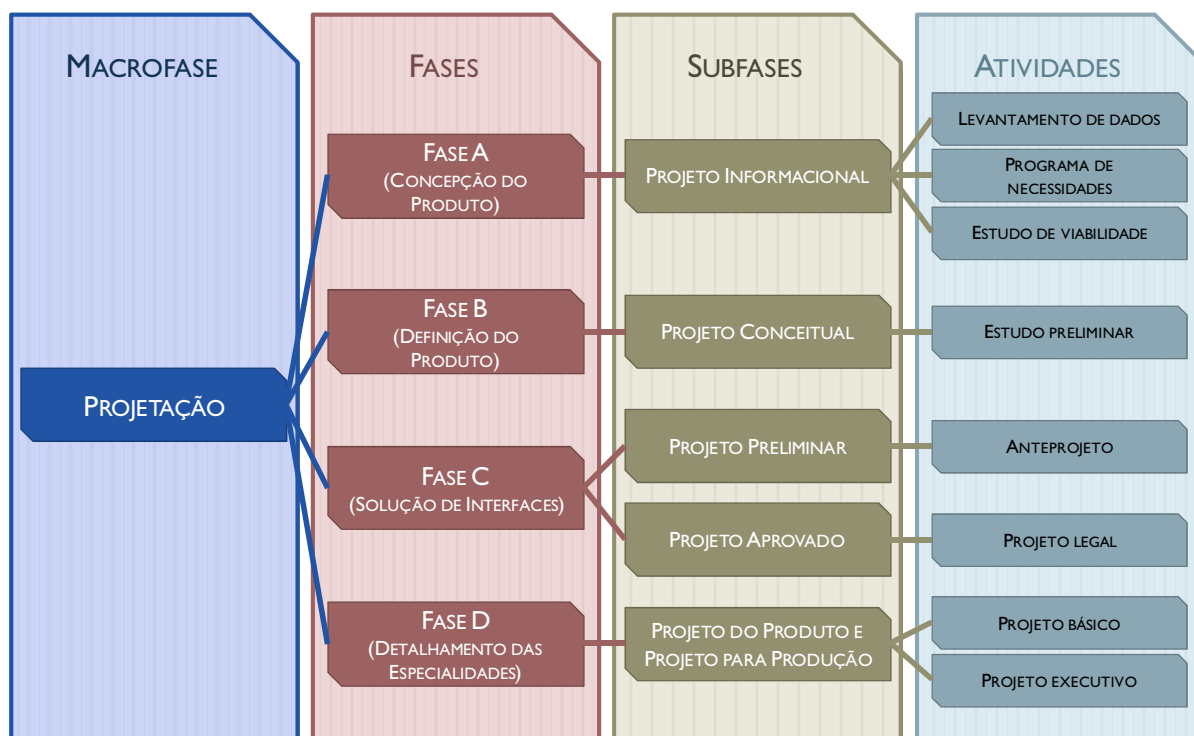 MACROFASE
FASES
SUBFASES
ATIVIDADES
PROJETAÇÃO
FASE A
(CONCEPÇÃO DO
PRODUTO)
FASE B
(DEFINIÇÃO DO
PRODUTO)
FASE C
(SOLUÇÃO DE INTERFACES)
FASE D
(DETALHAMENTO DAS
ESPECIALIDADES)
PROJETO INFORMACIONAL
PROJETO CONCEITUAL
PROJETO PRELIMINAR
PROJETO APROVADO
PROJETO DO PRODUTO E
PROJETO PARA PRODUÇÃO
LEVANTAMENTO DE DADOS
PROGRAMA DE
NECESSIDADES
ESTUDO DE VIABILIDADE
ESTUDO PRELIMINAR
ANTEPROJETO
PROJETO LEGAL
PROJETO BÁSICO
PROJETO EXECUTIVO